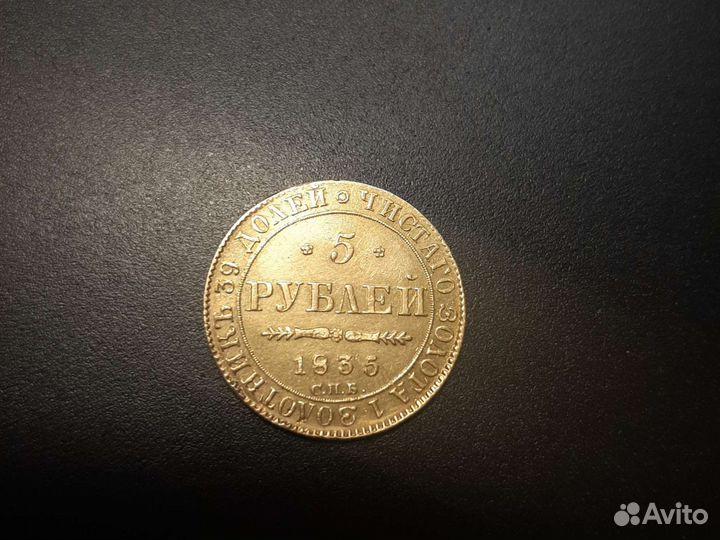 ЧИСТАГО ЗОЛОТА 1 ЗОЛОТНИКЪ 39 ДОЛЕЙ
5
РУБЛЕЙ
1835
С.П.Б.
Avito